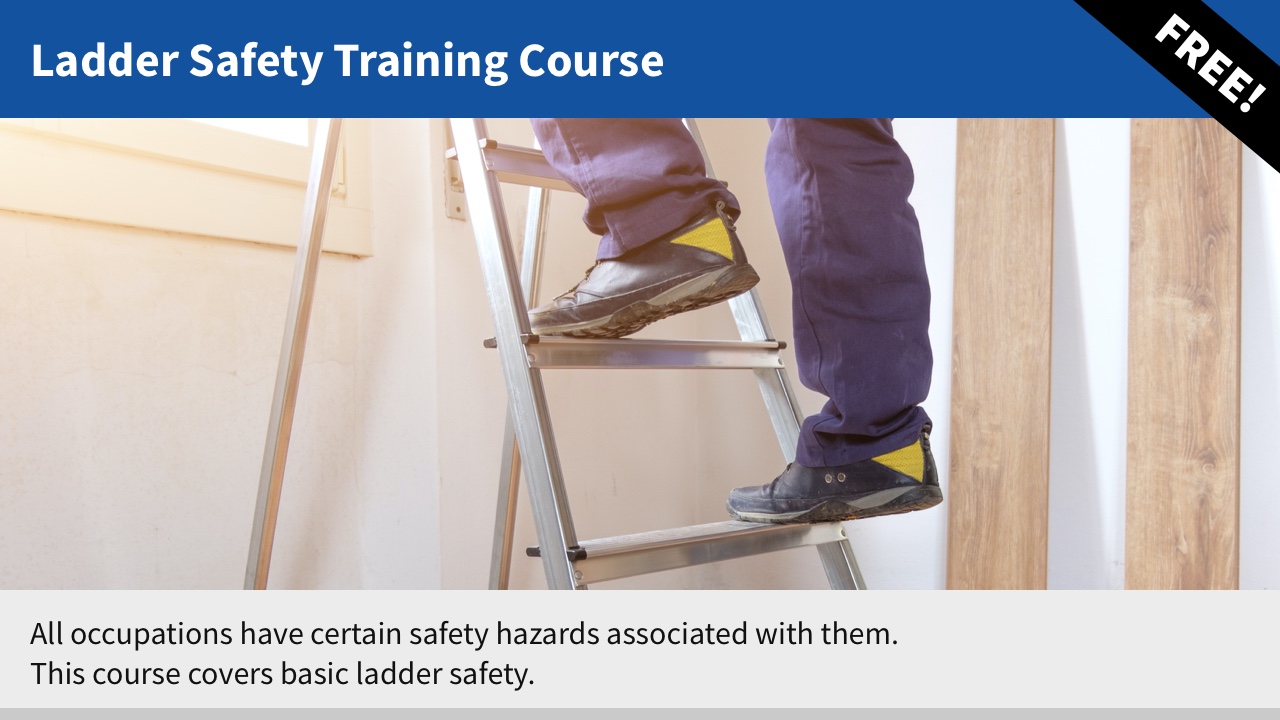 Ladder Safety Training Course
FREE!
All occupations have certain safety hazards associated with them.
This course covers basic ladder safety.